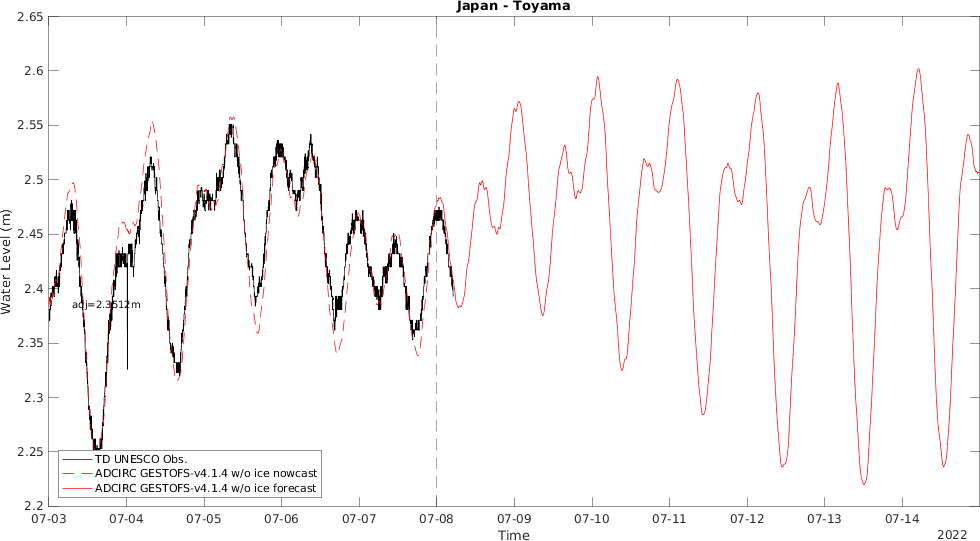 Japan - Toyama
2.65
2.6
2.55
2.5
2.45
2.4
2.35
2.3
2.25
2.2
Water Level (m)
adj=2.3512m
TD UNESCO Obs.
ADCIRC GESTOFS-v4.1.4 w/o ice nowcast
ADCIRC GESTOFS-v4.1.4 w/o ice forecast
07-03 07-04 07-05 07-06 07-07 07-08 07-09 07-10 07-11 07-12 07-13 07-14
Time
2022